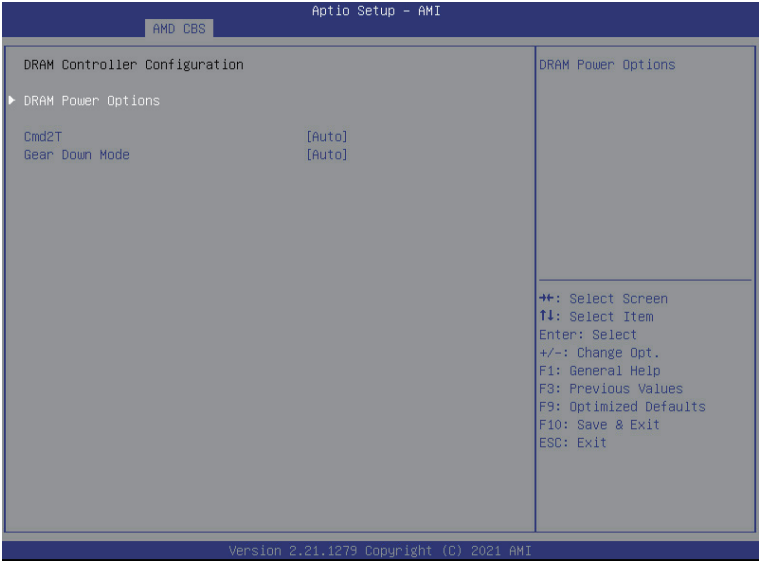 Aptio Setup – AMI
AMD CBS
DRAM Controller Configuration
DRAM Power Options
Cmd2T [Auto]
Gear Down Mode [Auto]
DRAM Power Options
→←: Select Screen
↑↓: Select Item
Enter: Select
+/-: Change Opt.
F1: General Help
F3: Previous Values
F9: Optimized Defaults
F10: Save & Exit
ESC: Exit
Version 2.21.1279 Copyright (C) 2021 AMI